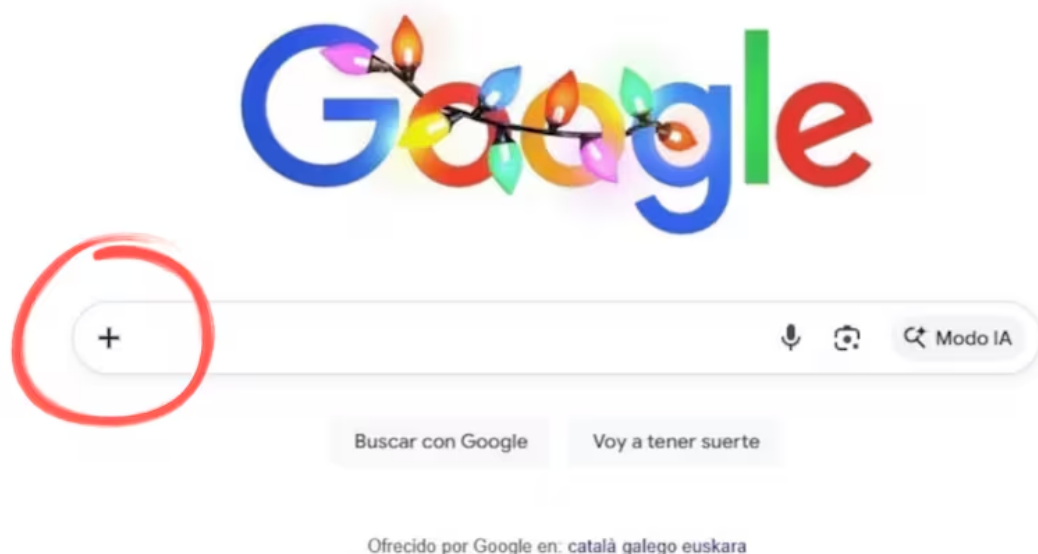 Google
+
Modo IA
Buscar con Google Voy a tener suerte
Ofrecido por Google en: català galego euskara